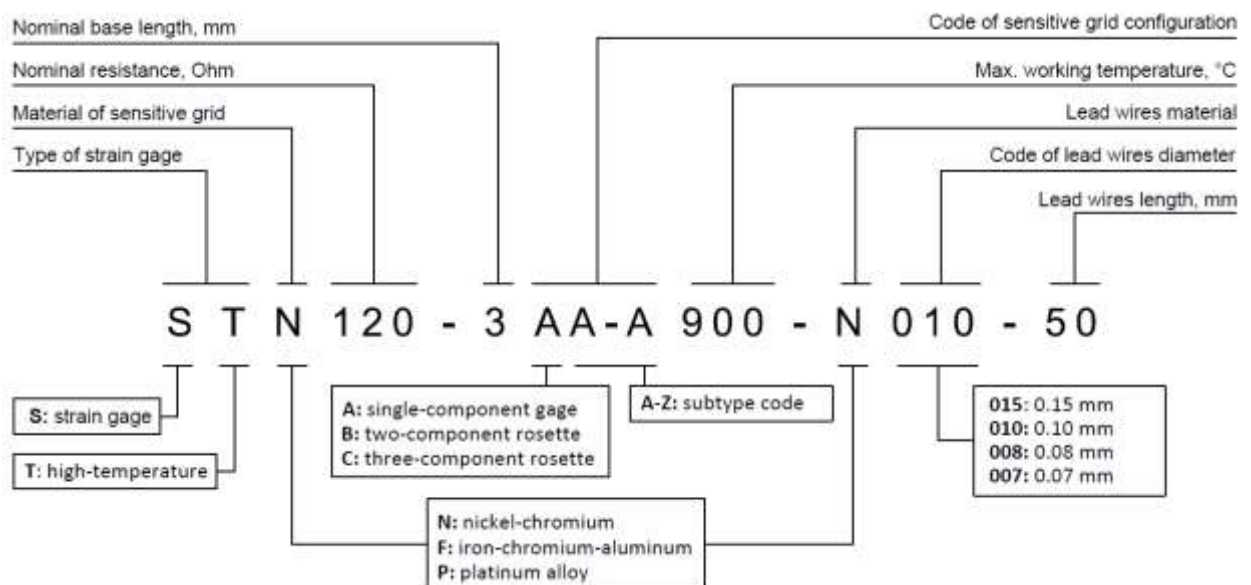 Nominal base length, mm
Code of sensitive grid configuration
Nominal resistance, Ohm
Max. working temperature, °C
Material of sensitive grid
Lead wires material
Type of strain gage
Code of lead wires diameter
Lead wires length, mm
S T N 120 - 3 A A - A 900 - N 010 - 50
S: strain gage
T: high-temperature
A: single-component gage
B: two-component rosette
C: three-component rosette
A-Z: subtype code
015: 0.15 mm
010: 0.10 mm
008: 0.08 mm
007: 0.07 mm
N: nickel-chromium
F: iron-chromium-aluminum
P: platinum alloy